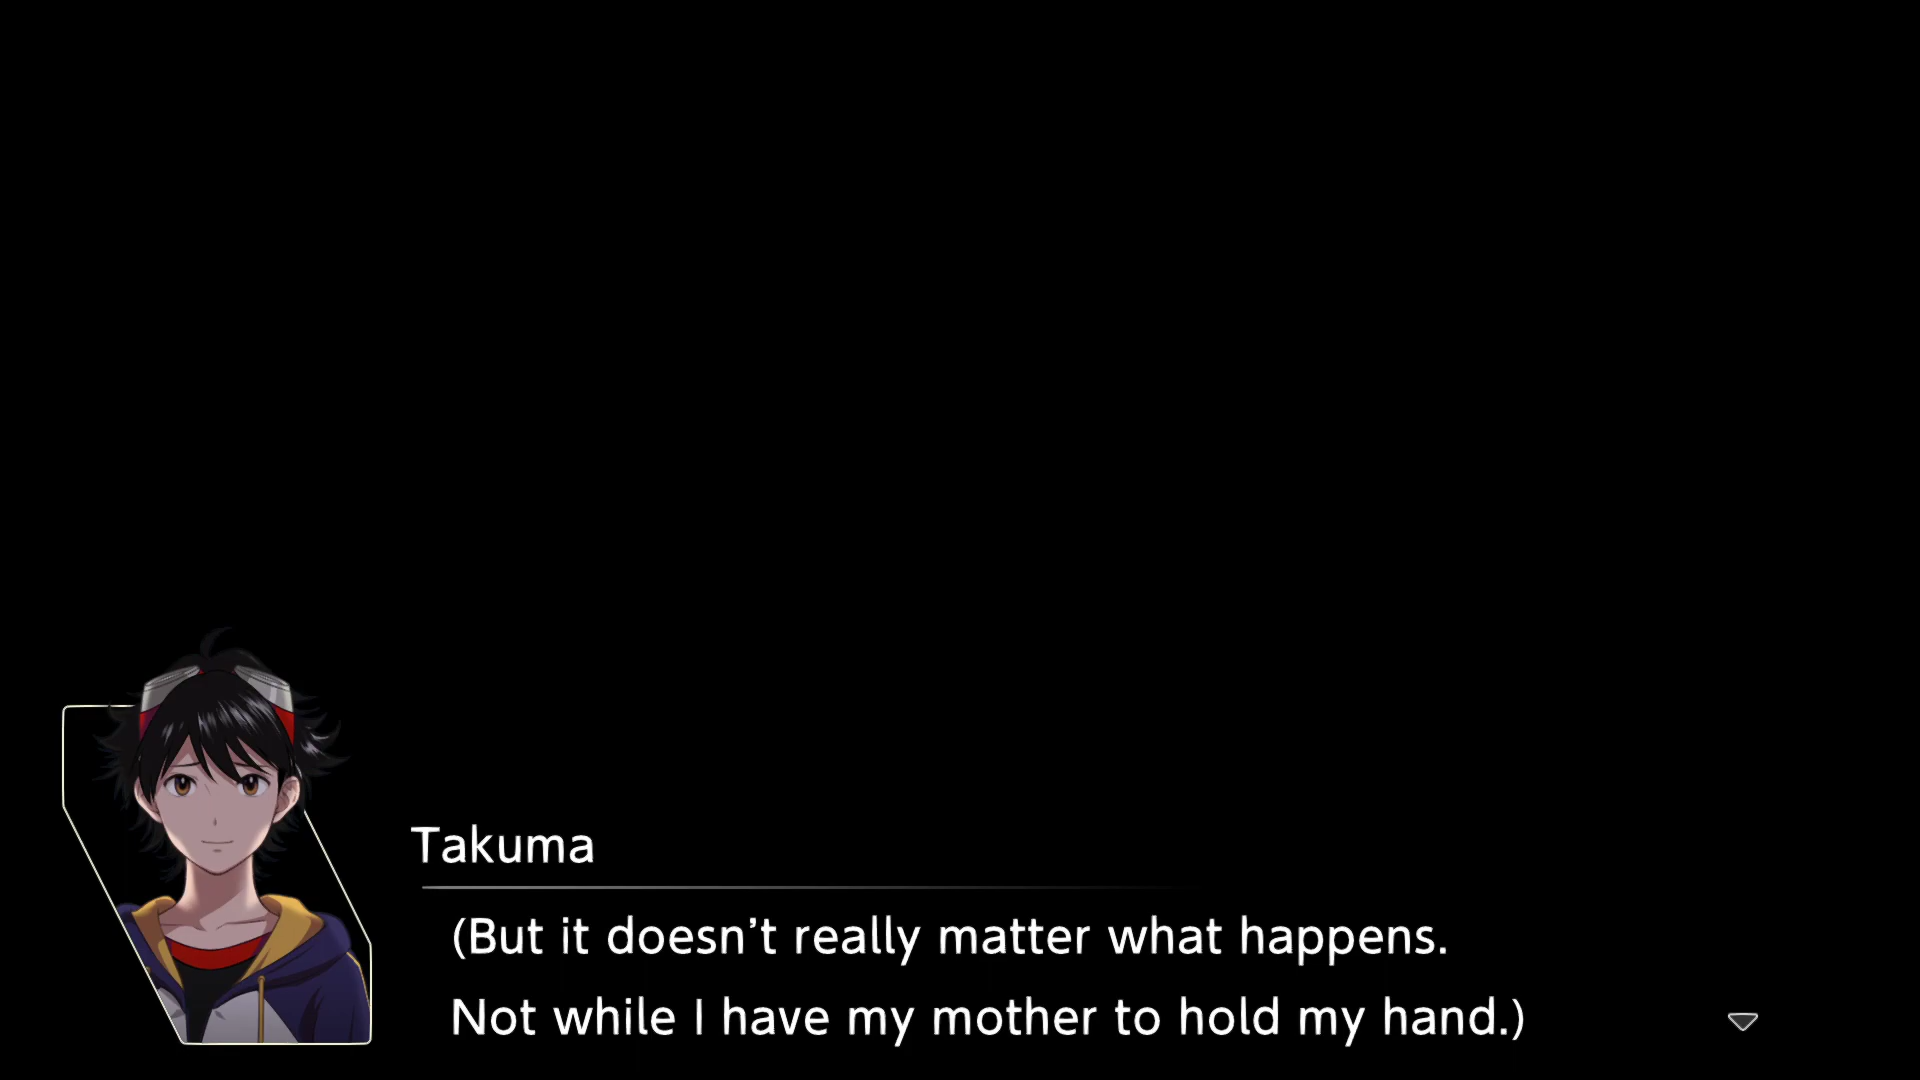 Takuma
(But it doesn’t really matter what happens.
Not while I have my mother to hold my hand.)